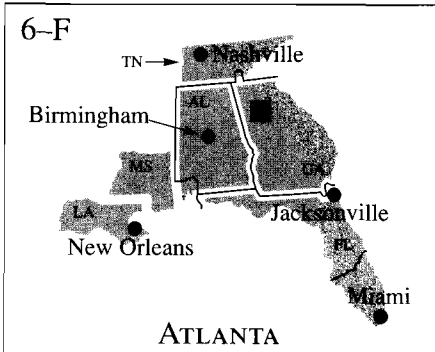 6–F
TN
Nashville
AL
Birmingham
MS
GA
LA
Jacksonville
New Orleans
FL
Miami
ATLANTA